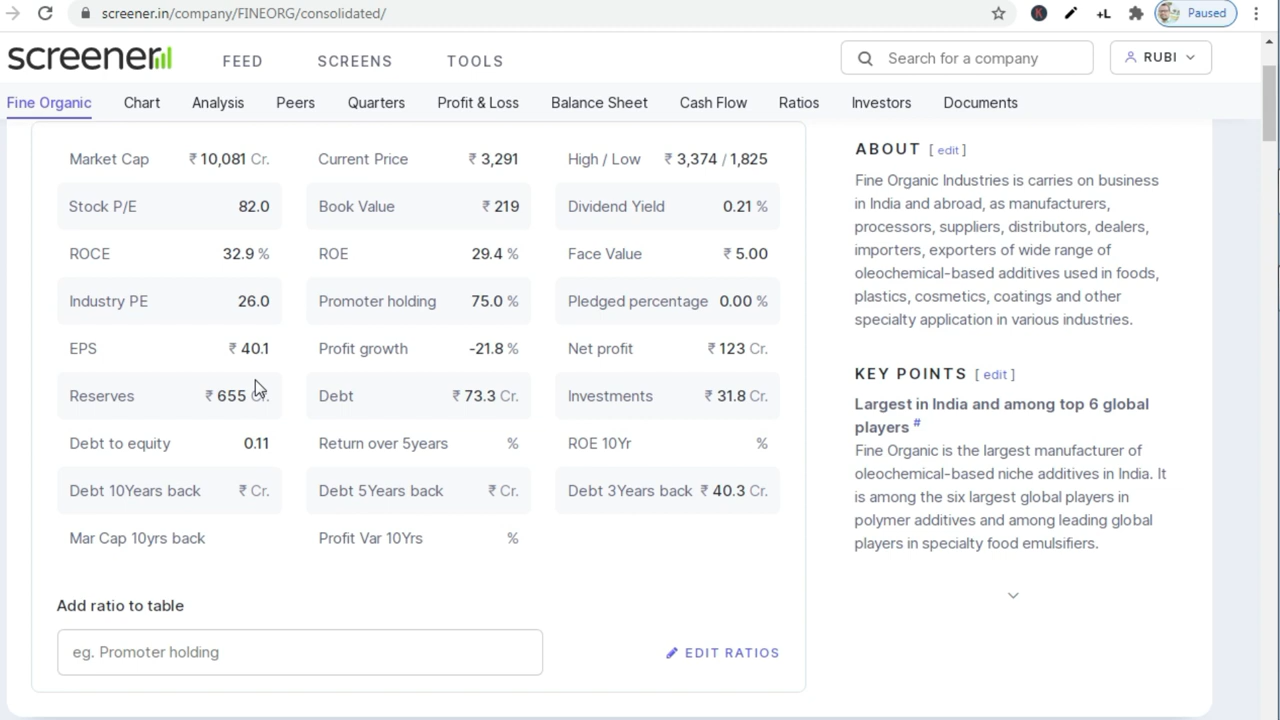 screener.in/company/FINEORG/consolidated/
K
+L
Paused
screener
FEED
SCREENS
TOOLS
Search for a company
RUBI
Fine Organic
Chart
Analysis
Peers
Quarters
Profit & Loss
Balance Sheet
Cash Flow
Ratios
Investors
Documents
Market Cap ₹ 10,081 Cr.
Current Price ₹ 3,291
High / Low ₹ 3,374 / 1,825
Stock P/E 82.0
Book Value ₹ 219
Dividend Yield 0.21 %
ROCE 32.9 %
ROE 29.4 %
Face Value ₹ 5.00
Industry PE 26.0
Promoter holding 75.0 %
Pledged percentage 0.00 %
EPS ₹ 40.1
Profit growth -21.8 %
Net profit ₹ 123 Cr.
Reserves ₹ 655 Cr.
Debt ₹ 73.3 Cr.
Investments ₹ 31.8 Cr.
Debt to equity 0.11
Return over 5years %
ROE 10Yr %
Debt 10Years back ₹ Cr.
Debt 5Years back ₹ Cr.
Debt 3Years back ₹ 40.3 Cr.
Mar Cap 10yrs back
Profit Var 10Yrs %
Add ratio to table
eg. Promoter holding
EDIT RATIOS
ABOUT [ edit ]
Fine Organic Industries is carries on business
in India and abroad, as manufacturers,
processors, suppliers, distributors, dealers,
importers, exporters of wide range of
oleochemical-based additives used in foods,
plastics, cosmetics, coatings and other
specialty application in various industries.
KEY POINTS [ edit ]
Largest in India and among top 6 global
players #
Fine Organic is the largest manufacturer of
oleochemical-based niche additives in India. It
is among the six largest global players in
polymer additives and among leading global
players in specialty food emulsifiers.